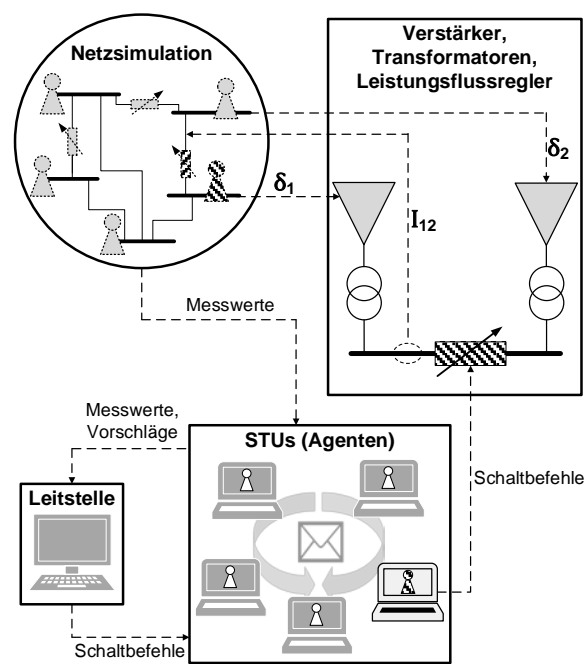 Netzsimulation
Verstärker,
Transformatoren,
Leistungsflussregler
δ1
δ2
I12
Messwerte
Messwerte,
Vorschläge
STUs (Agenten)
Schaltbefehle
Leitstelle
Schaltbefehle